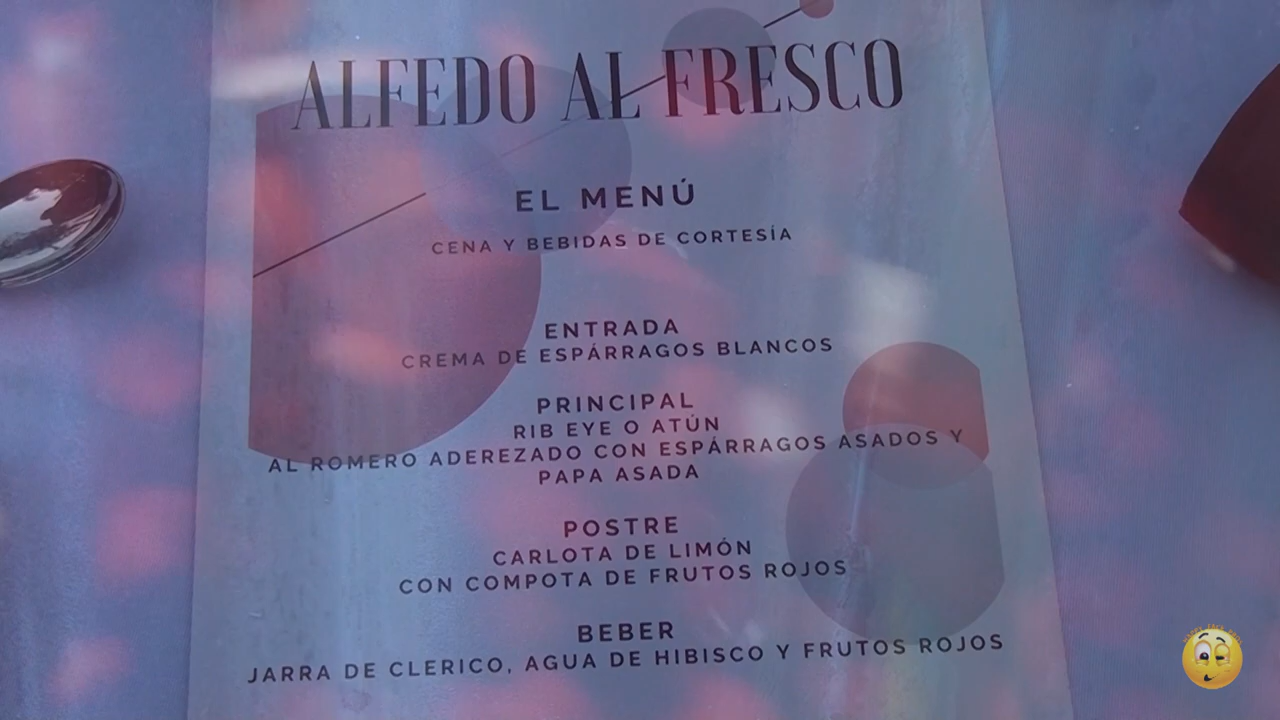 ALFEDO AL FRESCO
EL MENÚ
CENA Y BEBIDAS DE CORTESÍA
ENTRADA
CREMA DE ESPÁRRAGOS BLANCOS
PRINCIPAL
RIB EYE O ATÚN
AL ROMERO ADEREZADO CON ESPÁRRAGOS ASADOS Y
PAPA ASADA
POSTRE
CARLOTA DE LIMÓN
CON COMPOTA DE FRUTOS ROJOS
BEBER
JARRA DE CLERICO, AGUA DE HIBISCO Y FRUTOS ROJOS